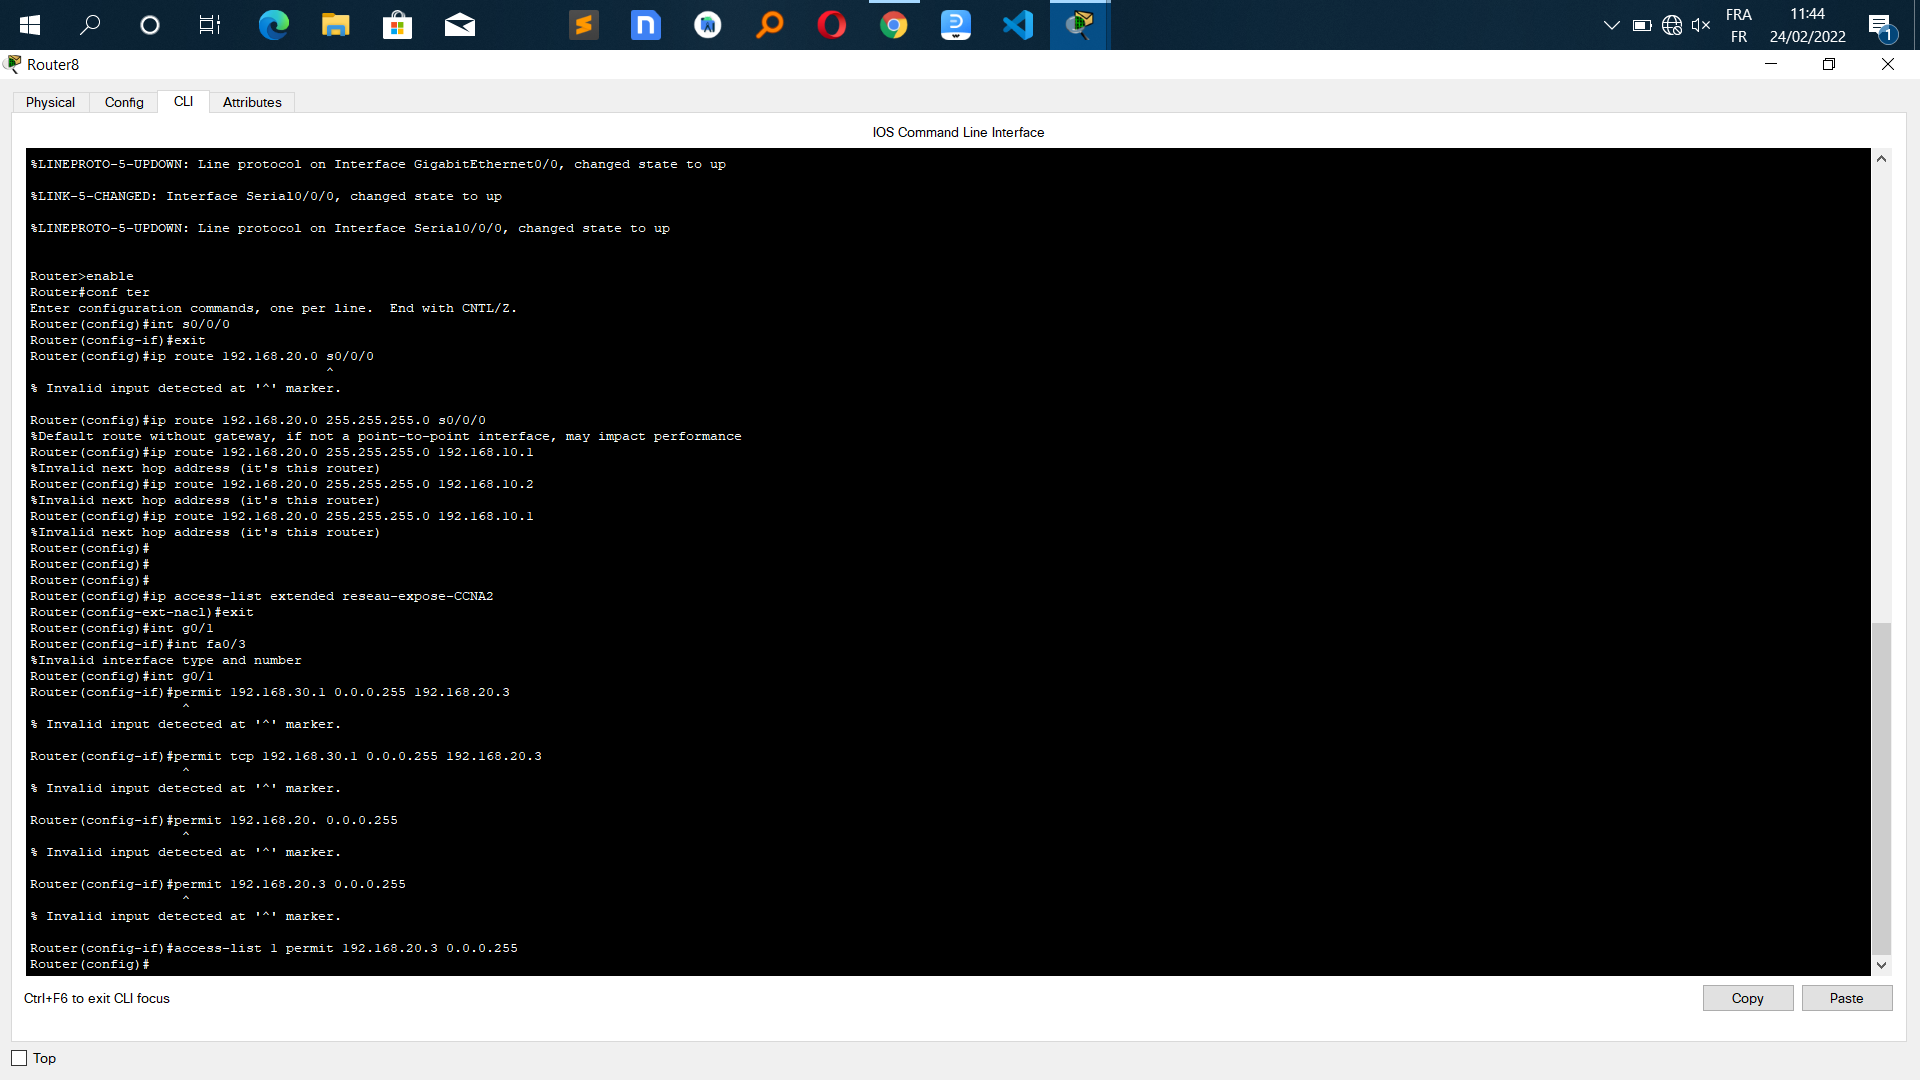 FRA
FR
11:44
24/02/2022
1
Router8
Physical
Config
CLI
Attributes
IOS Command Line Interface
%LINEPROTO-5-UPDOWN: Line protocol on Interface GigabitEthernet0/0, changed state to up
%LINK-5-CHANGED: Interface Serial0/0/0, changed state to up
%LINEPROTO-5-UPDOWN: Line protocol on Interface Serial0/0/0, changed state to up
Router>enable
Router#conf ter
Enter configuration commands, one per line.  End with CNTL/Z.
Router(config)#int s0/0/0
Router(config-if)#exit
Router(config)#ip route 192.168.20.0 s0/0/0
^
% Invalid input detected at '^' marker.
Router(config)#ip route 192.168.20.0 255.255.255.0 s0/0/0
%Default route without gateway, if not a point-to-point interface, may impact performance
Router(config)#ip route 192.168.20.0 255.255.255.0 192.168.10.1
%Invalid next hop address (it's this router)
Router(config)#ip route 192.168.20.0 255.255.255.0 192.168.10.2
%Invalid next hop address (it's this router)
Router(config)#ip route 192.168.20.0 255.255.255.0 192.168.10.1
%Invalid next hop address (it's this router)
Router(config)#
Router(config)#
Router(config)#
Router(config)#ip access-list extended reseau-expose-CCNA2
Router(config-ext-nacl)#exit
Router(config)#int g0/1
Router(config-if)#int fa0/3
%Invalid interface type and number
Router(config)#int g0/1
Router(config-if)#permit 192.168.30.1 0.0.0.255 192.168.20.3
^
% Invalid input detected at '^' marker.
Router(config-if)#permit tcp 192.168.30.1 0.0.0.255 192.168.20.3
^
% Invalid input detected at '^' marker.
Router(config-if)#permit 192.168.20. 0.0.0.255
^
% Invalid input detected at '^' marker.
Router(config-if)#permit 192.168.20.3 0.0.0.255
^
% Invalid input detected at '^' marker.
Router(config-if)#access-list 1 permit 192.168.20.3 0.0.0.255
Router(config)#
Ctrl+F6 to exit CLI focus
Copy
Paste
Top